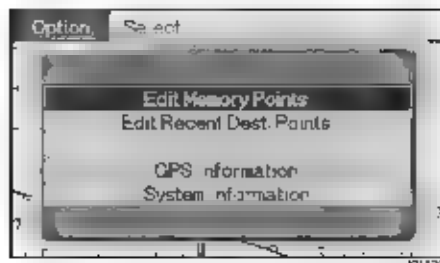 Option Select
Edit Memory Points
Edit Recent Dest. Points
GPS Information
System Information